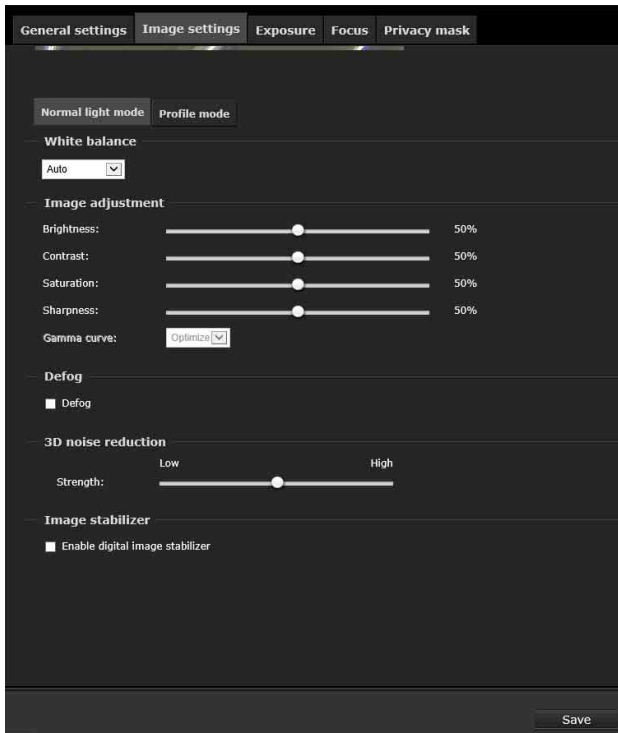 General settings Image settings Exposure Focus Privacy mask
Normal light mode Profile mode
White balance
Auto
Image adjustment
Brightness: 50%
Contrast: 50%
Saturation: 50%
Sharpness: 50%
Gamma curve: Optimize
Defog
Defog
3D noise reduction
Low High
Strength:
Image stabilizer
Enable digital image stabilizer
Save